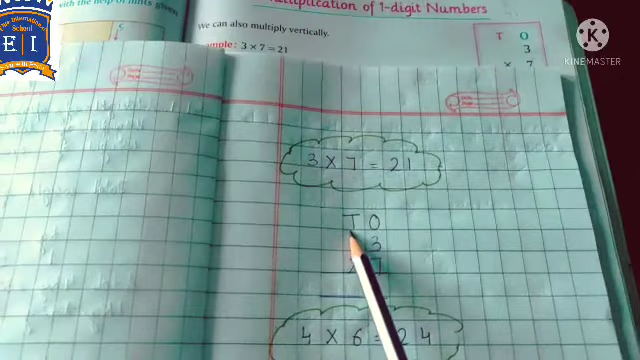 with the help of hints given
Multiplication of 1-digit Numbers
We can also multiply vertically.
Example: 3 × 7 = 21
T O
3
× 7
International
School
E I
K
KINEMASTER
3 X 7 = 21
T O
3
X 7
4 X 6 = 24